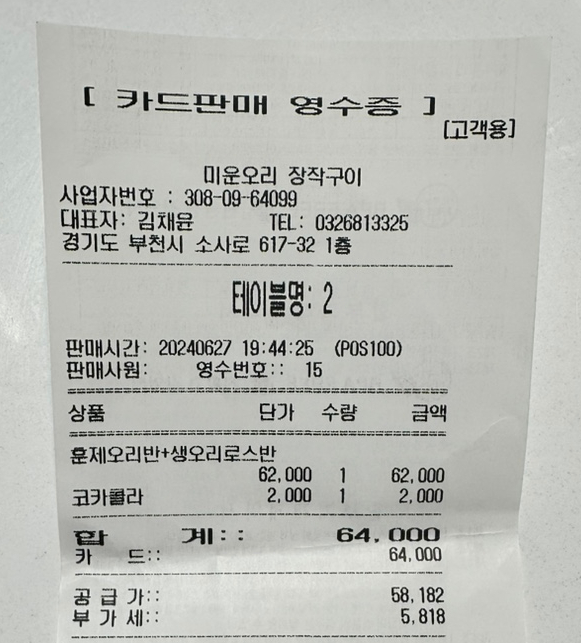 [ 카드판매 영수증 ]
[고객용]
미운오리 장작구이
사업자번호 : 308-09-64099
대표자: 김채윤 TEL: 0326813325
경기도 부천시 소사로 617-32 1층
테이블명: 2
판매시간: 20240627 19:44:25 (POS100)
판매사원: 영수번호:: 15
상품 단가 수량 금액
훈제오리반+생오리로스반
62,000 1 62,000
코카콜라 2,000 1 2,000
합 계:: 64,000
카 드:: 64,000
공 급 가:: 58,182
부 가 세:: 5,818